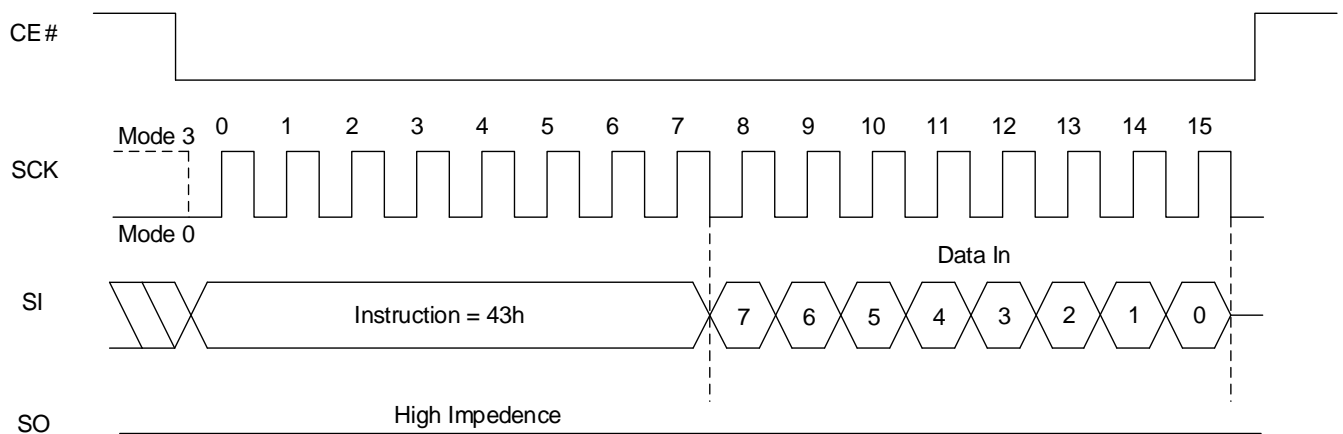 CE#
Mode 3 0 1 2 3 4 5 6 7 8 9 10 11 12 13 14 15
SCK
Mode 0
Data In
SI Instruction = 43h 7 6 5 4 3 2 1 0
High Impedence
SO